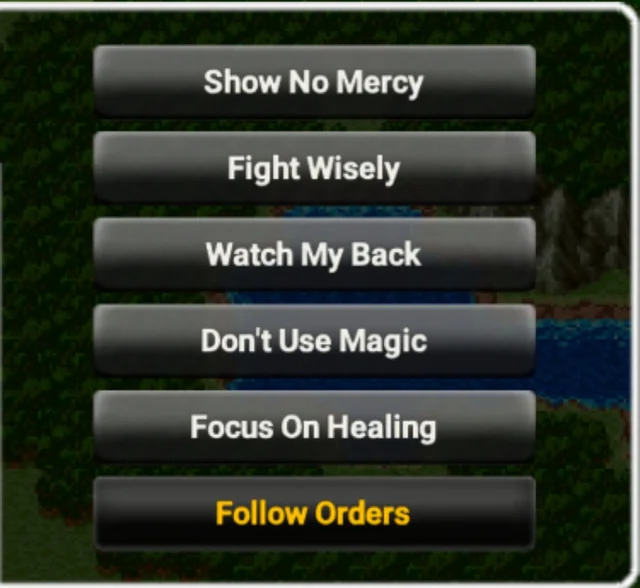 Show No Mercy
Fight Wisely
Watch My Back
Don't Use Magic
Focus On Healing
Follow Orders